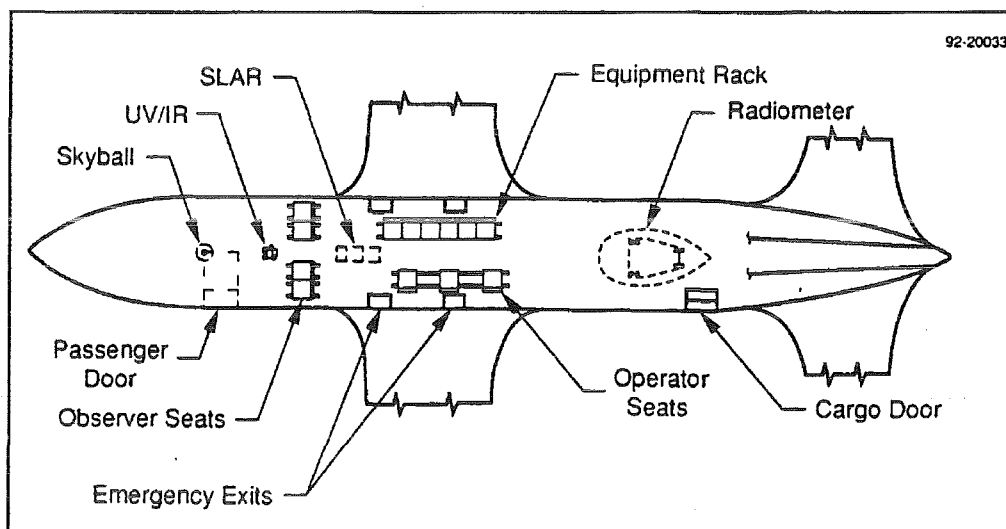 92-20033
SLAR
Equipment Rack
UV/IR
Radiometer
Skyball
Passenger
Door
Observer Seats
Emergency Exits
Operator
Seats
Cargo Door